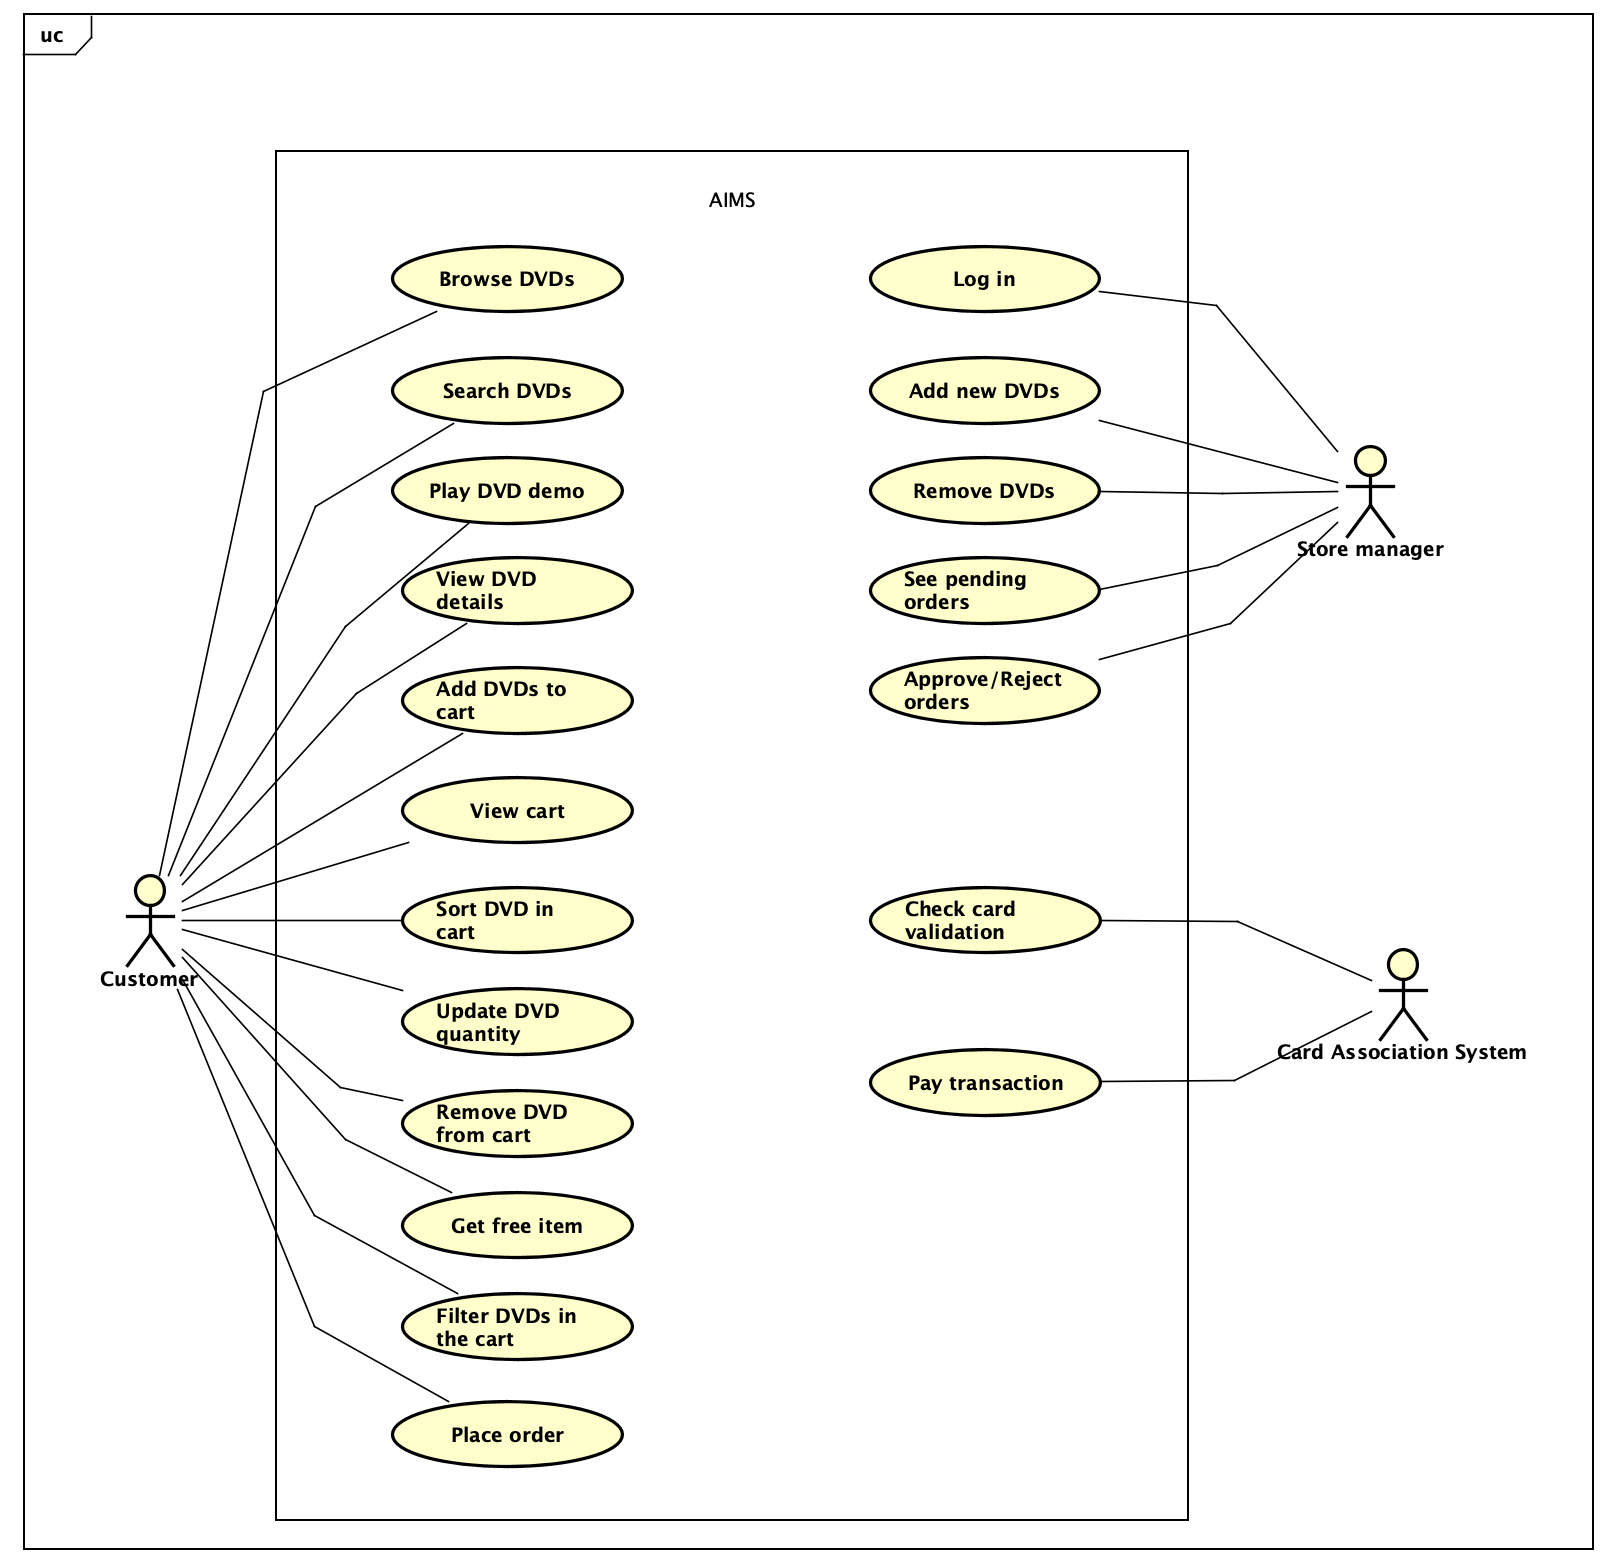 uc
AIMS
Browse DVDs
Search DVDs
Play DVD demo
View DVD
details
Add DVDs to
cart
View cart
Sort DVD in
cart
Update DVD
quantity
Remove DVD
from cart
Get free item
Filter DVDs in
the cart
Place order
Log in
Add new DVDs
Remove DVDs
See pending
orders
Approve/Reject
orders
Check card
validation
Pay transaction
Customer
Store manager
Card Association System